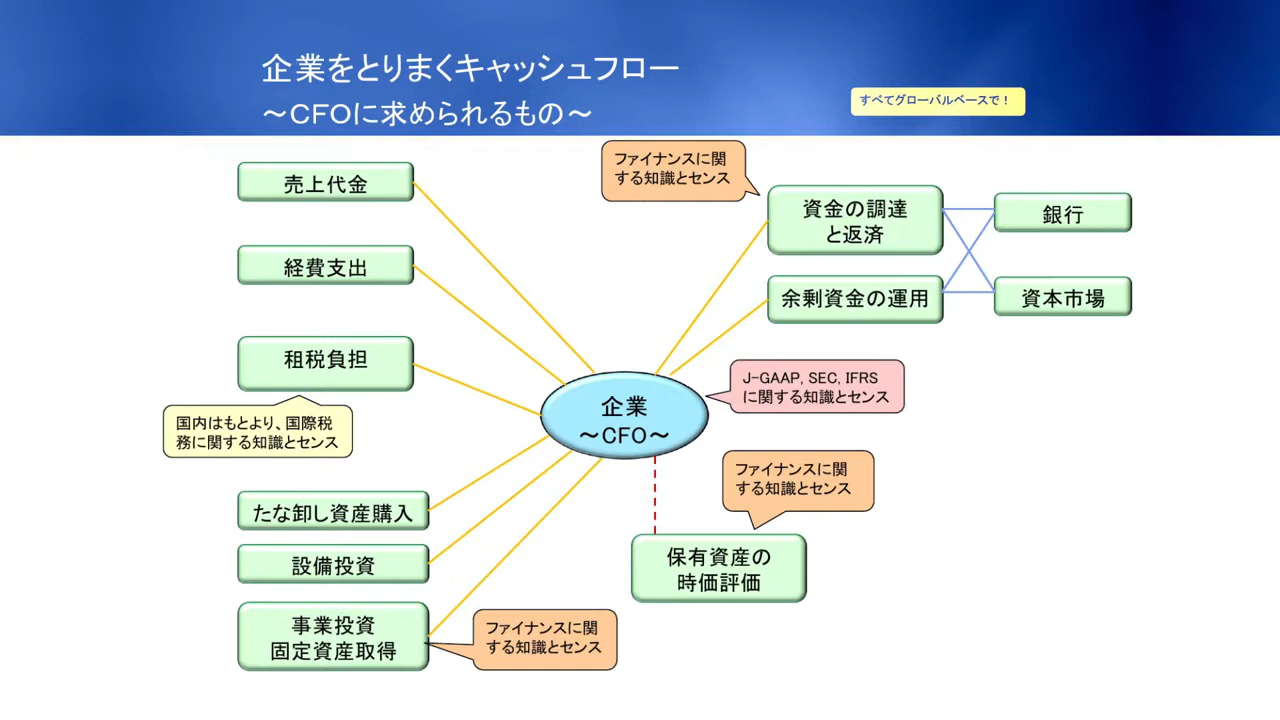 企業をとりまくキャッシュフロー
～CFOに求められるもの～
すべてグローバルベースで！
売上代金
経費支出
租税負担
国内はもとより、国際税
務に関する知識とセンス
たな卸し資産購入
設備投資
事業投資
固定資産取得
ファイナンスに関
する知識とセンス
企業
～CFO～
ファイナンスに関
する知識とセンス
資金の調達
と返済
余剰資金の運用
銀行
資本市場
J-GAAP, SEC, IFRS
に関する知識とセンス
ファイナンスに関
する知識とセンス
保有資産の
時価評価